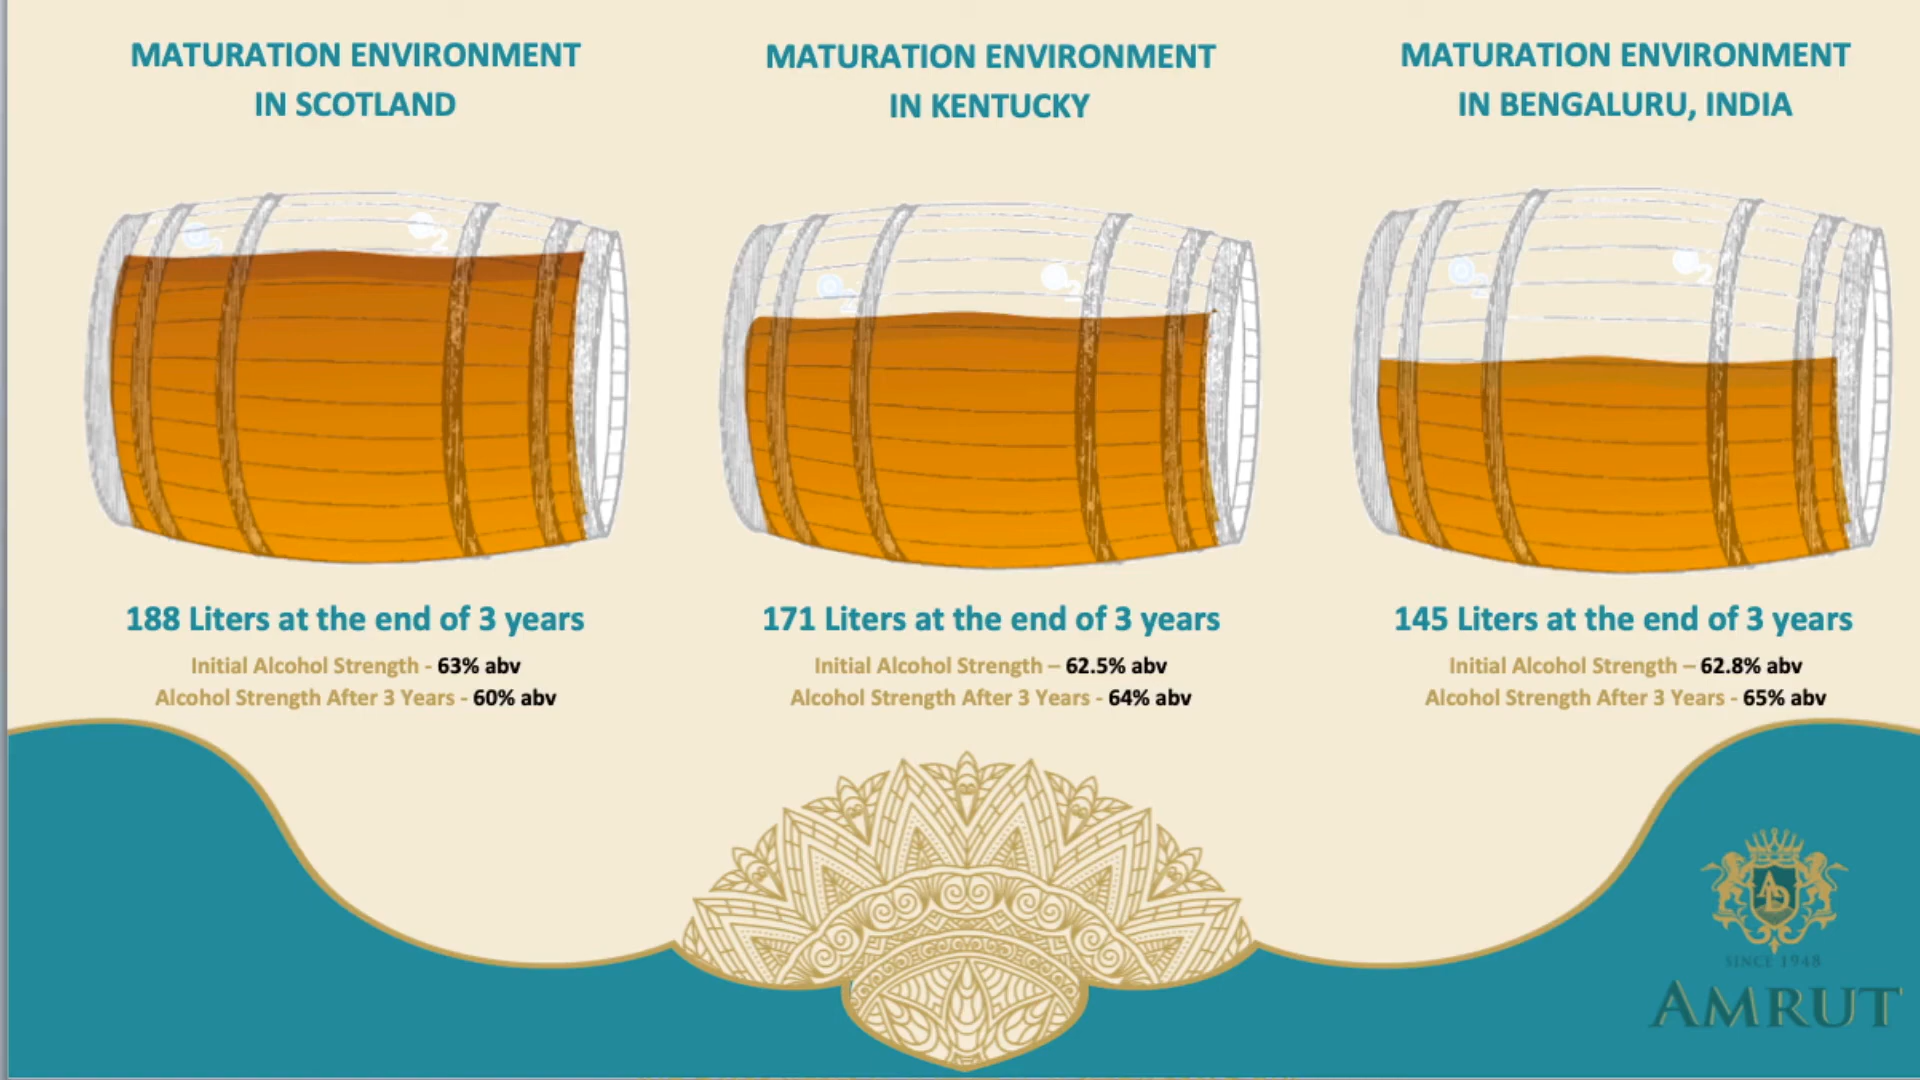 MATURATION ENVIRONMENT
IN SCOTLAND
188 Liters at the end of 3 years
Initial Alcohol Strength - 63% abv
Alcohol Strength After 3 Years - 60% abv
MATURATION ENVIRONMENT
IN KENTUCKY
171 Liters at the end of 3 years
Initial Alcohol Strength – 62.5% abv
Alcohol Strength After 3 Years - 64% abv
MATURATION ENVIRONMENT
IN BENGALURU, INDIA
145 Liters at the end of 3 years
Initial Alcohol Strength – 62.8% abv
Alcohol Strength After 3 Years - 65% abv
SINCE 1948
AMRUT